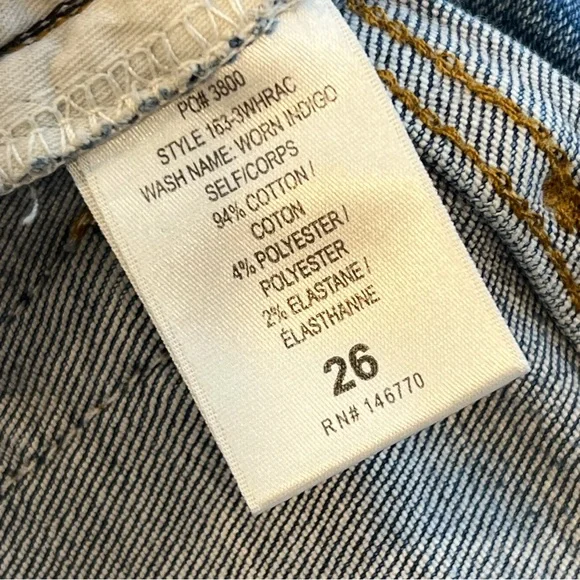 PO# 3800
STYLE 163-3WHRAC
WASH NAME: WORN INDIGO
SELF/CORPS
94% COTTON /
COTON
4% POLYESTER /
POLYESTER
2% ELASTANE /
ÉLASTHANNE
26
RN# 146770